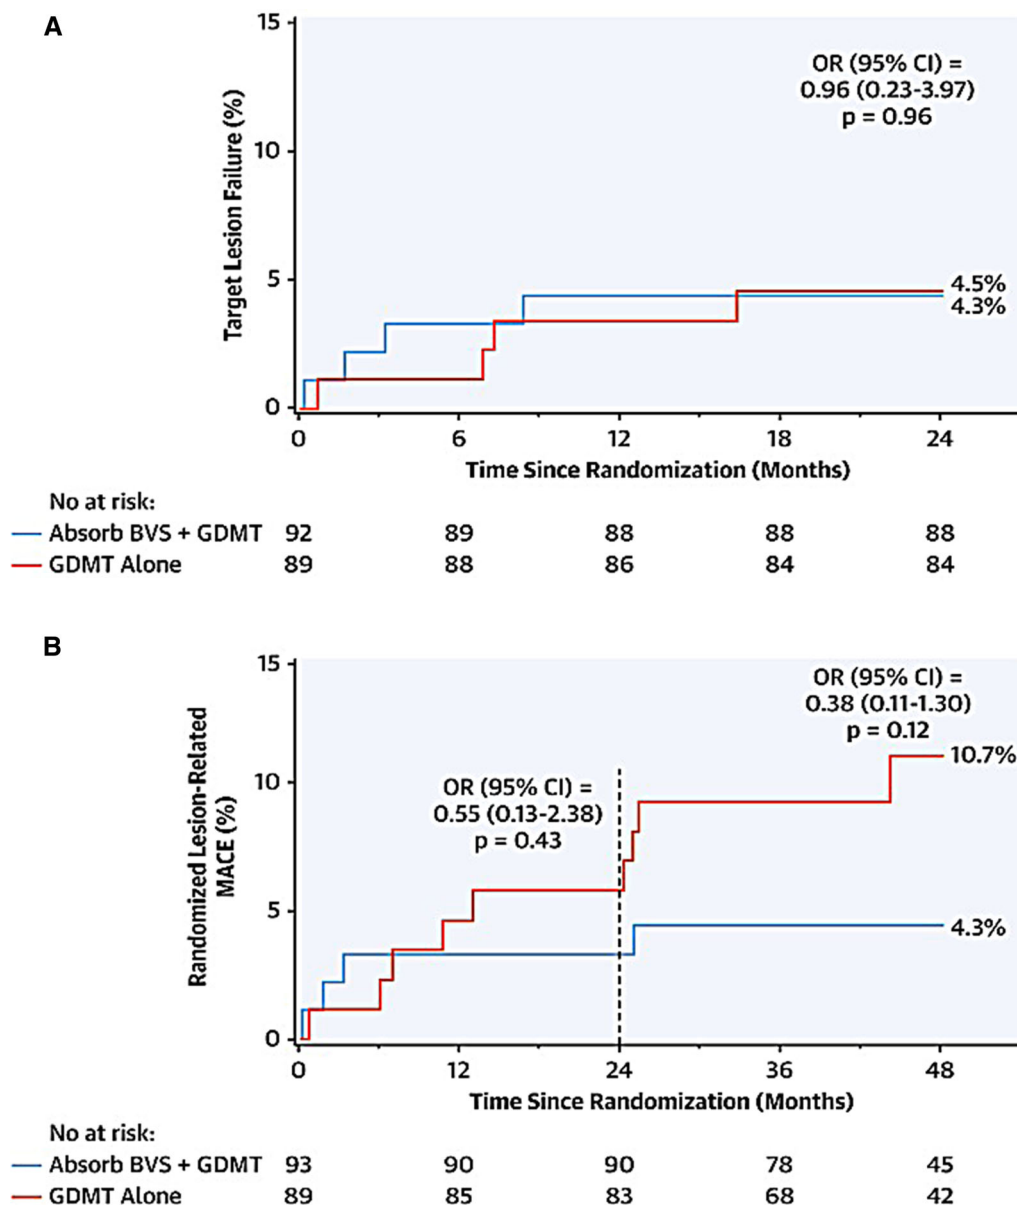 A
15
10
5
0
Target Lesion Failure (%)
OR (95% CI) =
0.96 (0.23-3.97)
p = 0.96
4.5%
4.3%
0 6 12 18 24
Time Since Randomization (Months)
No at risk:
Absorb BVS + GDMT 92 89 88 88 88
GDMT Alone 89 88 86 84 84
B
15
10
5
0
Randomized Lesion-Related
MACE (%)
OR (95% CI) =
0.38 (0.11-1.30)
p = 0.12
10.7%
OR (95% CI) =
0.55 (0.13-2.38)
p = 0.43
4.3%
0 12 24 36 48
Time Since Randomization (Months)
No at risk:
Absorb BVS + GDMT 93 90 90 78 45
GDMT Alone 89 85 83 68 42